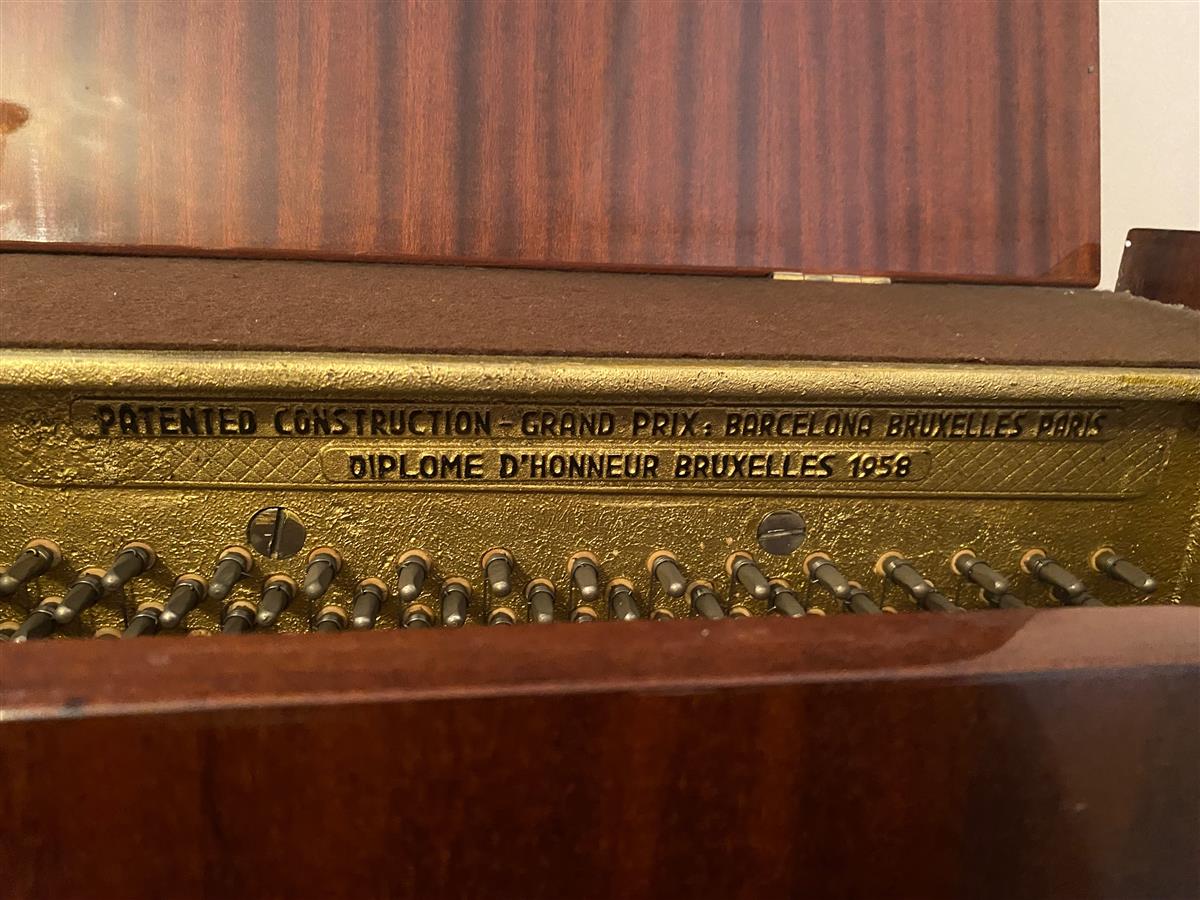 PATENTED CONSTRUCTION - GRAND PRIX: BARCELONA BRUXELLES PARIS
DIPLOME D'HONNEUR BRUXELLES 1958